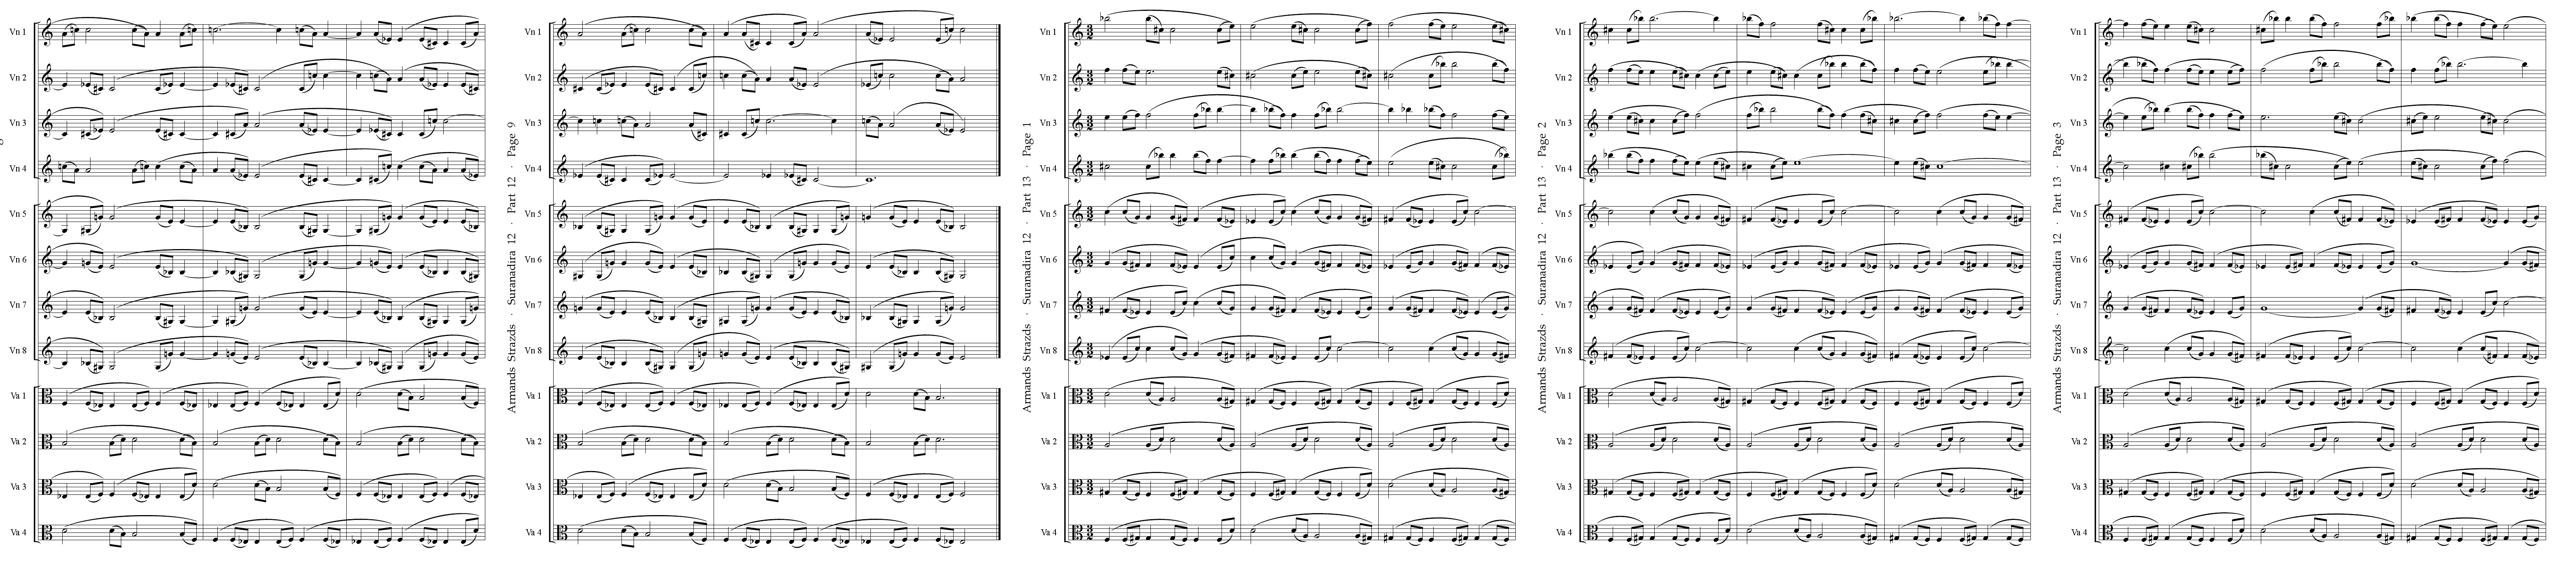 Vn 1
Vn 2
Vn 3
Vn 4
Vn 5
Vn 6
Vn 7
Vn 8
Va 1
Va 2
Va 3
Va 4
Armands Strazds · Suranadira 12 · Part 12 · Page 9
Vn 1
Vn 2
Vn 3
Vn 4
Vn 5
Vn 6
Vn 7
Vn 8
Va 1
Va 2
Va 3
Va 4
Armands Strazds · Suranadira 12 · Part 13 · Page 1
Vn 1
Vn 2
Vn 3
Vn 4
Vn 5
Vn 6
Vn 7
Vn 8
Va 1
Va 2
Va 3
Va 4
Armands Strazds · Suranadira 12 · Part 13 · Page 2
Vn 1
Vn 2
Vn 3
Vn 4
Vn 5
Vn 6
Vn 7
Vn 8
Va 1
Va 2
Va 3
Va 4
Armands Strazds · Suranadira 12 · Part 13 · Page 3
Vn 1
Vn 2
Vn 3
Vn 4
Vn 5
Vn 6
Vn 7
Vn 8
Va 1
Va 2
Va 3
Va 4